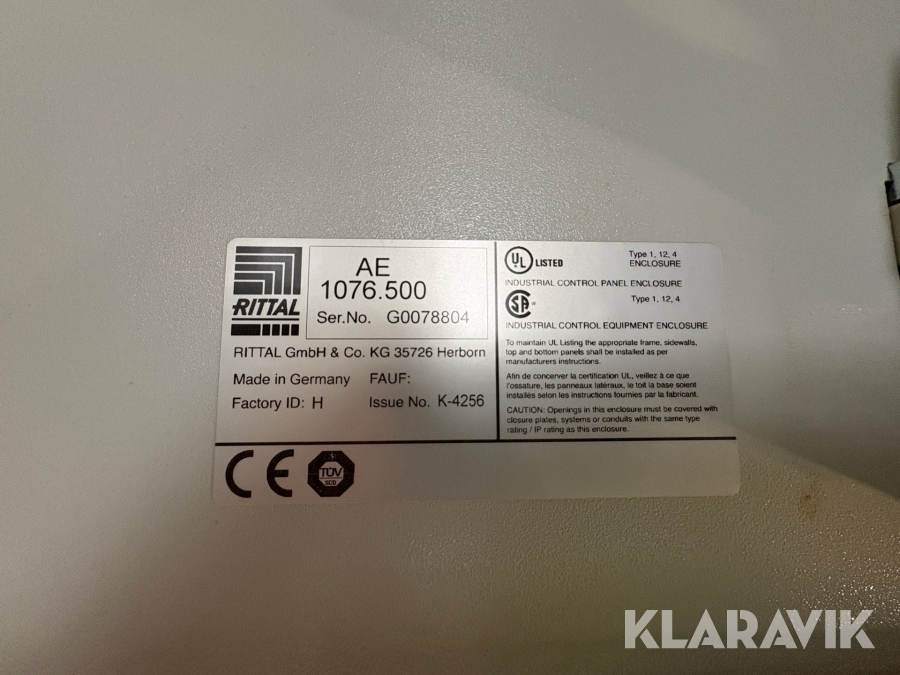 RITTAL
AE
1076.500
Ser.No. G0078804
RITTAL GmbH & Co. KG 35726 Herborn
Made in Germany FAUF:
Factory ID: H Issue No. K-4256
UL LISTED
Type 1, 12, 4
ENCLOSURE
INDUSTRIAL CONTROL PANEL ENCLOSURE
SA
Type 1, 12, 4
INDUSTRIAL CONTROL EQUIPMENT ENCLOSURE
To maintain UL Listing the appropriate frame, sidewalls,
top and bottom panels shall be installed as per
manufacturers instructions.
Afin de concerver la certification UL, veillez à ce que
l'ossature, les panneaux latéraux, le toit la base soient
installés selon les instructions fournies par la fabricant.
CAUTION: Openings in this enclosure must be covered with
closure plates, systems or conduits with the same type
rating / IP rating as this enclosure.
CE
TÜV
KLARAVIK